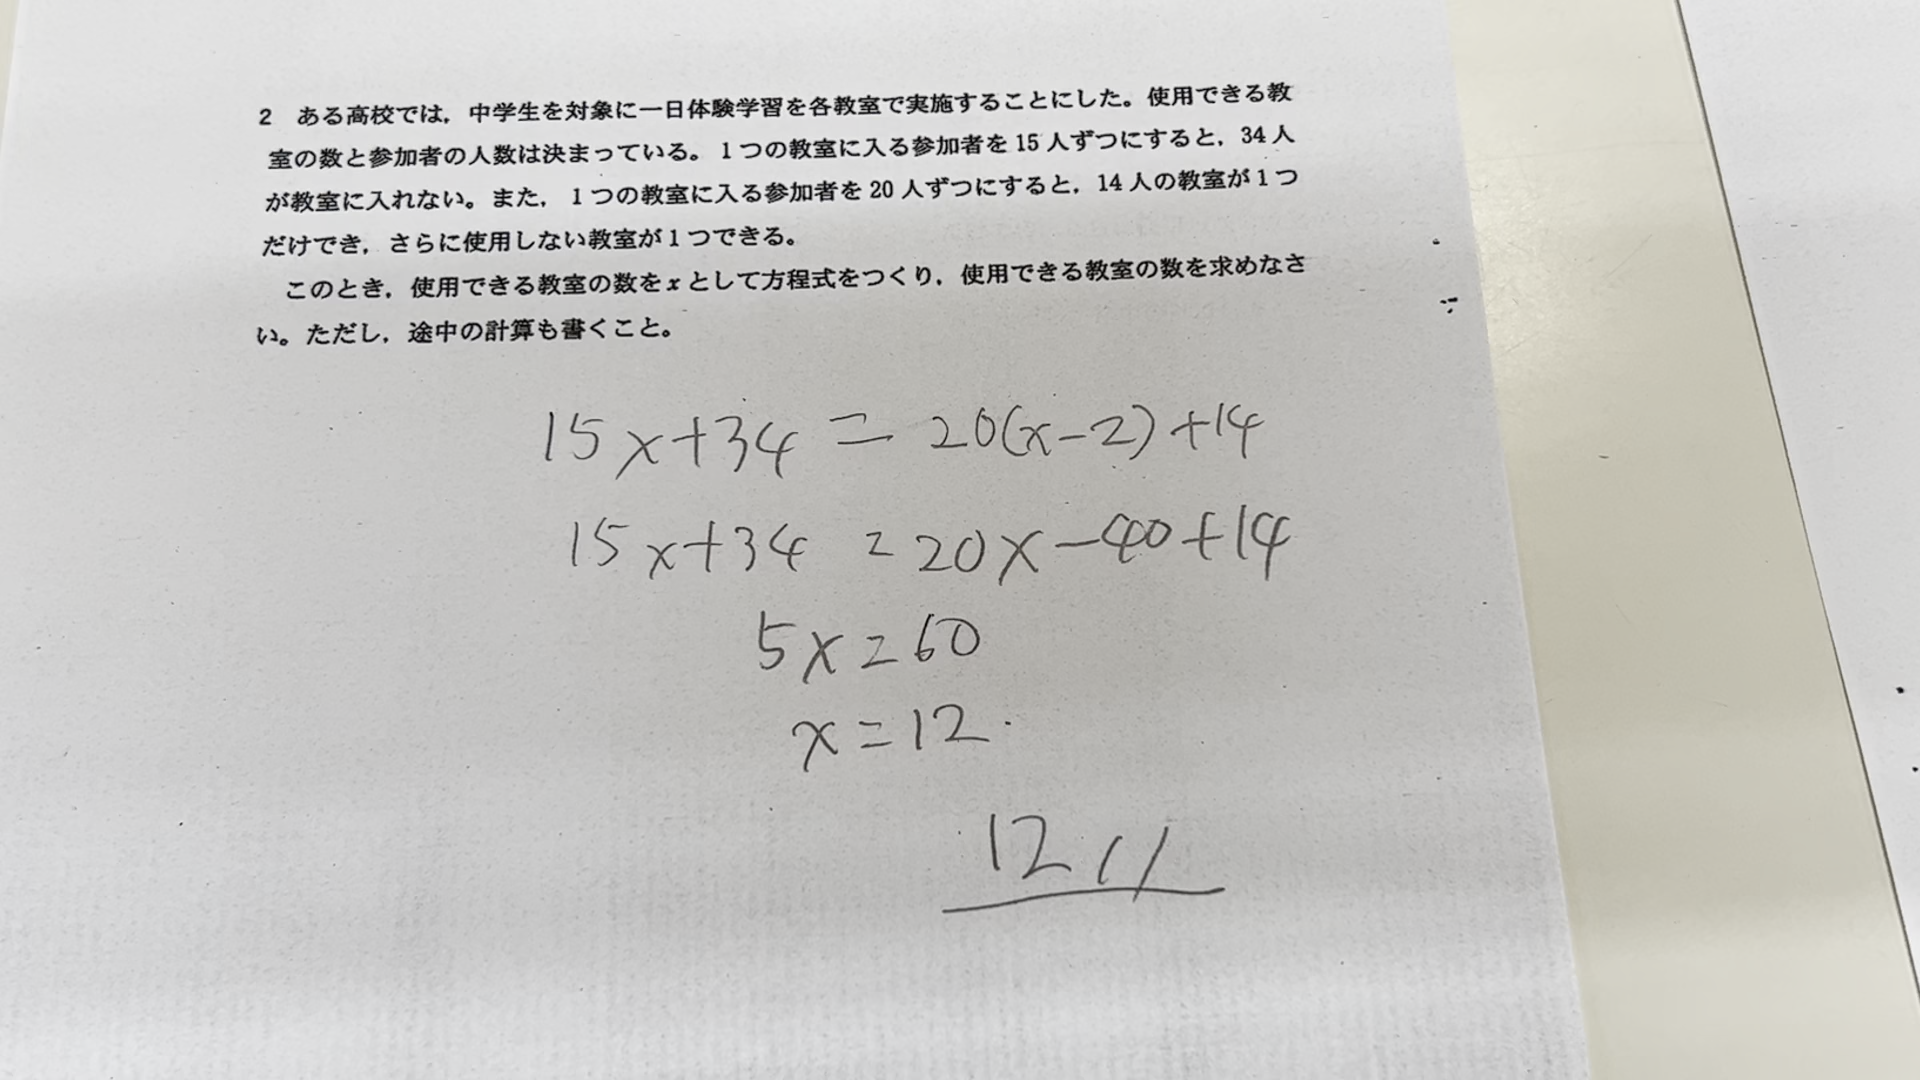 2 ある高校では，中学生を対象に一日体験学習を各教室で実施することにした。使用できる教
室の数と参加者の人数は決まっている。1つの教室に入る参加者を15人ずつにすると，34人
が教室に入れない。また，1つの教室に入る参加者を20人ずつにすると，14人の教室が1つ
だけでき，さらに使用しない教室が1つできる。
このとき，使用できる教室の数をxとして方程式をつくり，使用できる教室の数を求めなさ
い。ただし，途中の計算も書くこと。
15x+34=20(x-2)+14
15x+34=20x-40+14
5x=60
x=12
12